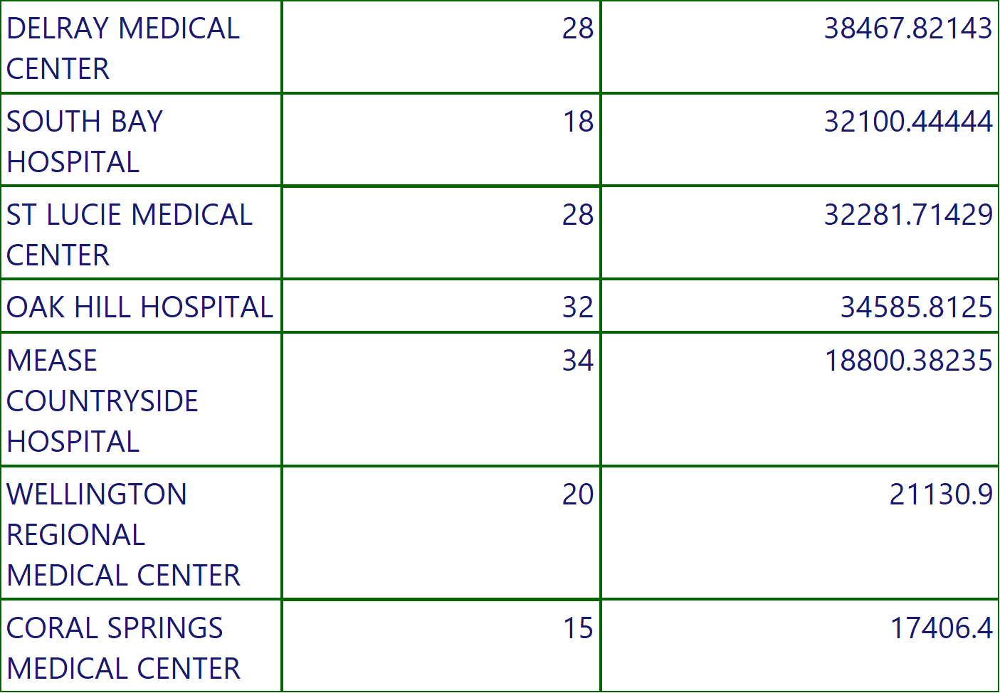 DELRAY MEDICAL 28 38467.82143
CENTER
SOUTH BAY 18 32100.44444
HOSPITAL
ST LUCIE MEDICAL 28 32281.71429
CENTER
OAK HILL HOSPITAL 32 34585.8125
MEASE 34 18800.38235
COUNTRYSIDE
HOSPITAL
WELLINGTON 20 21130.9
REGIONAL
MEDICAL CENTER
CORAL SPRINGS 15 17406.4
MEDICAL CENTER